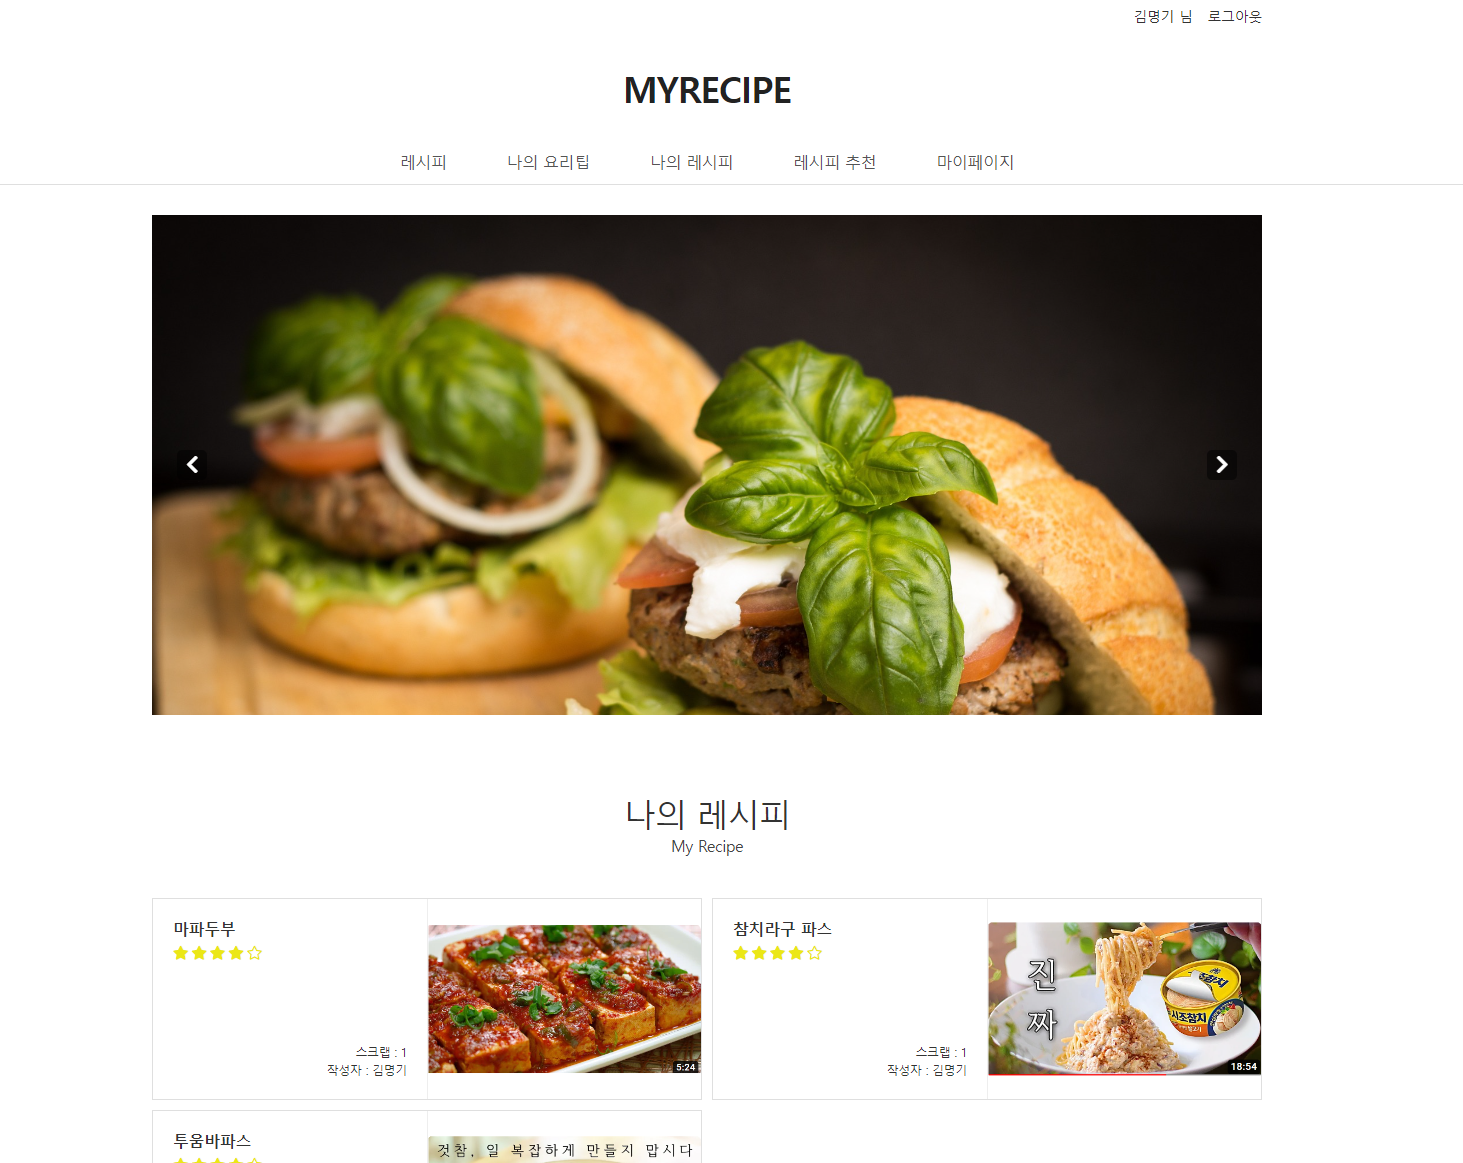 김명기 님 로그아웃
MYRECIPE
레시피 나의 요리팁 나의 레시피 레시피 추천 마이페이지
나의 레시피
My Recipe
마파두부
스크랩 : 1
작성자 : 김명기
5:24
참치라구 파스
스크랩 : 1
작성자 : 김명기
진
짜
참치
사조참치
18:54
투움바파스
것참, 일 복잡하게 만들지 맙시다